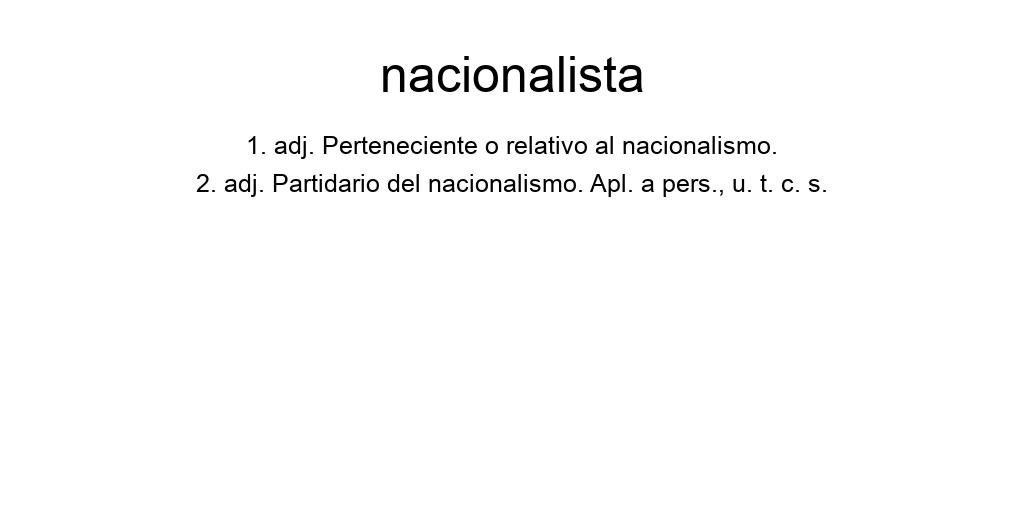 nacionalista
1. adj. Perteneciente o relativo al nacionalismo.
2. adj. Partidario del nacionalismo. Apl. a pers., u. t. c. s.